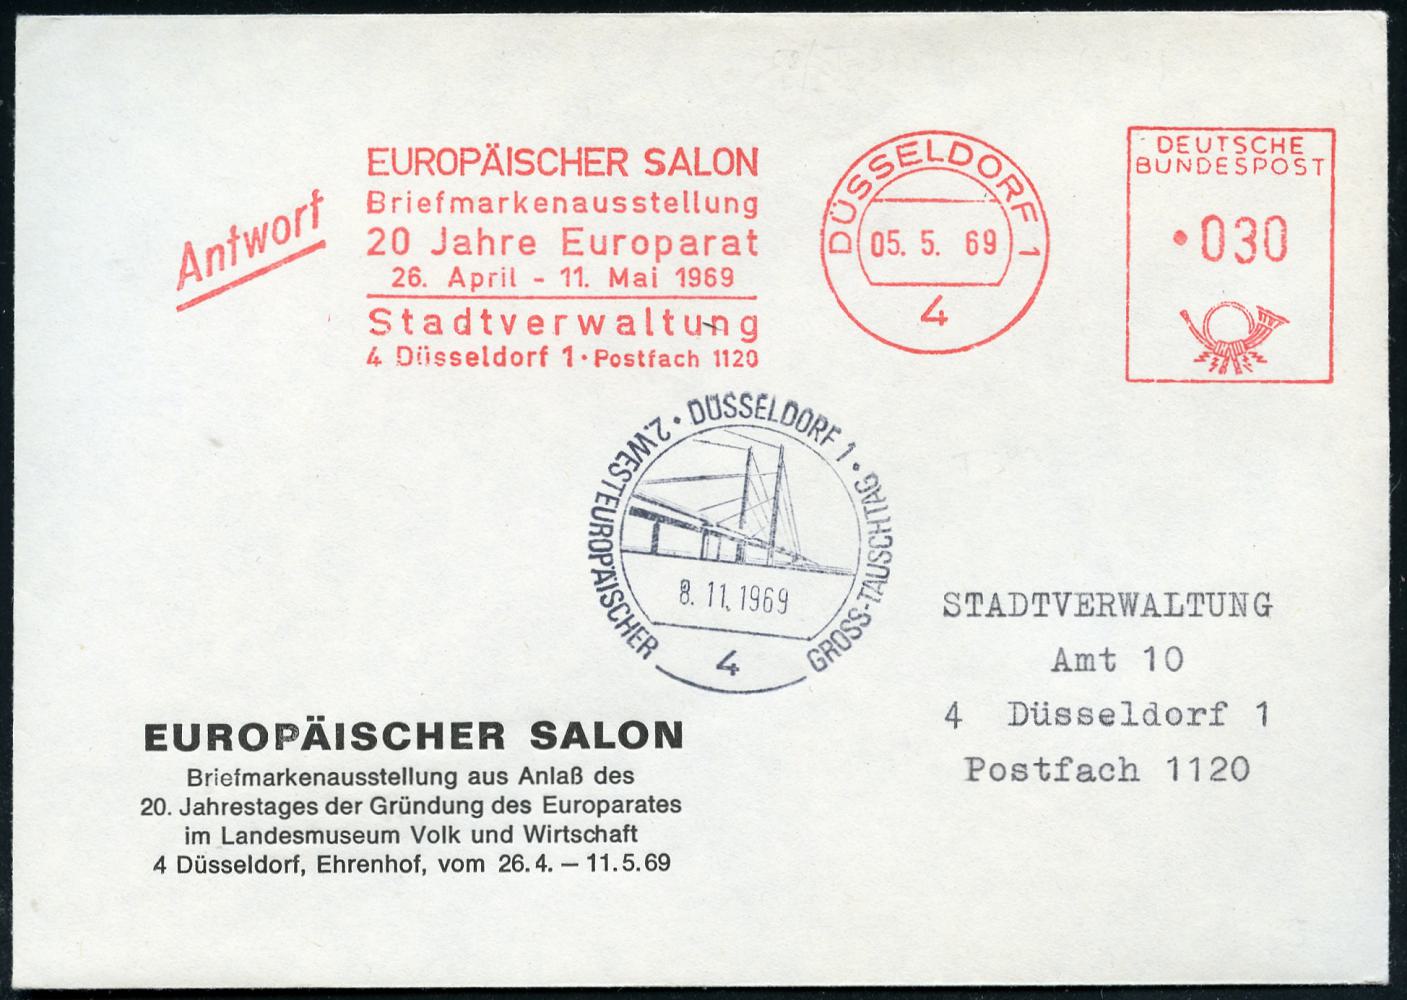 Antwort
EUROPÄISCHER SALON
Briefmarkenausstellung
20 Jahre Europarat
26. April - 11. Mai 1969
Stadtverwaltung
4 Düsseldorf 1 · Postfach 1120
DÜSSELDORF 1
05. 5. 69
4
DEUTSCHE
BUNDESPOST
•030
2. WESTEUROPÄISCHER GROSS-TAUSCHTAG
• DÜSSELDORF 1 •
8. 11. 1969
4
STADTVERWALTUNG
Amt 10
4 Düsseldorf 1
Postfach 1120
EUROPÄISCHER SALON
Briefmarkenausstellung aus Anlaß des
20. Jahrestages der Gründung des Europarates
im Landesmuseum Volk und Wirtschaft
4 Düsseldorf, Ehrenhof, vom 26.4. – 11.5.69